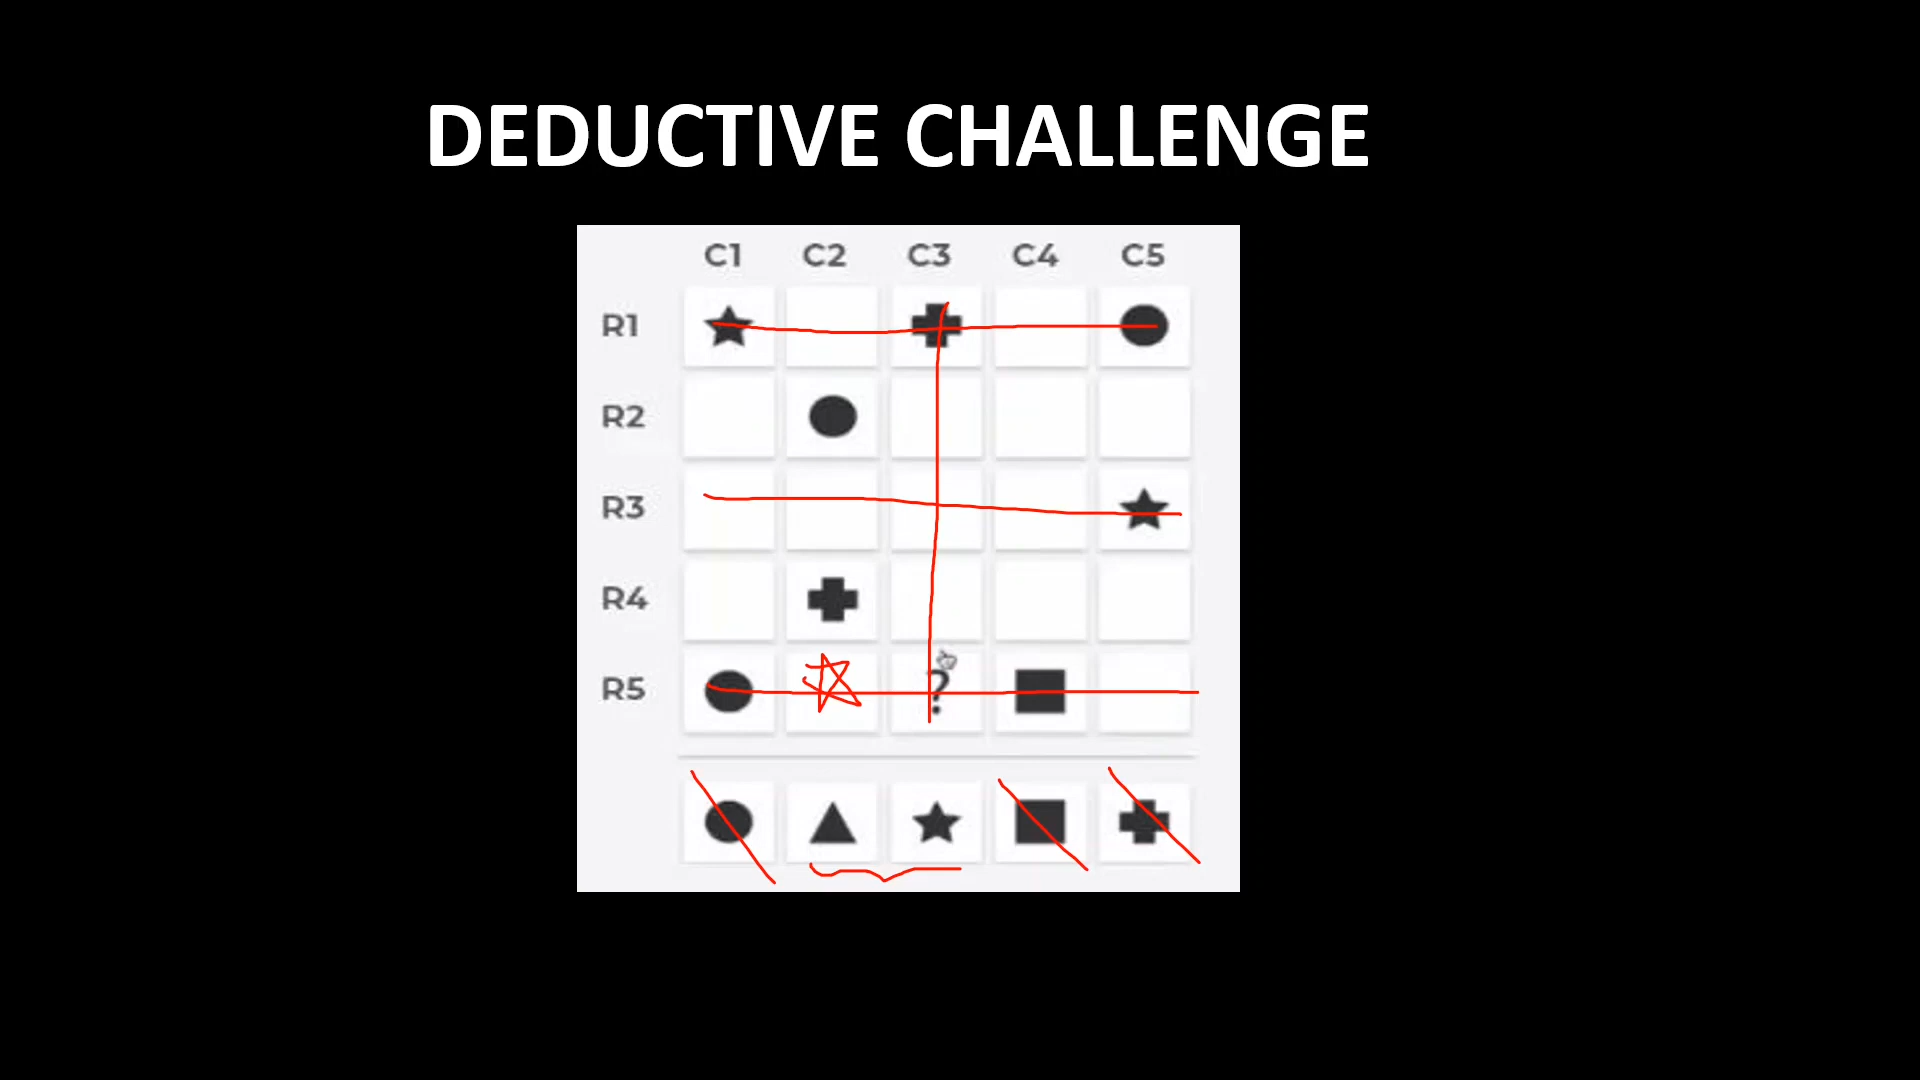 DEDUCTIVE CHALLENGE
C1 C2 C3 C4 C5
R1
R2
R3
R4
R5 ?